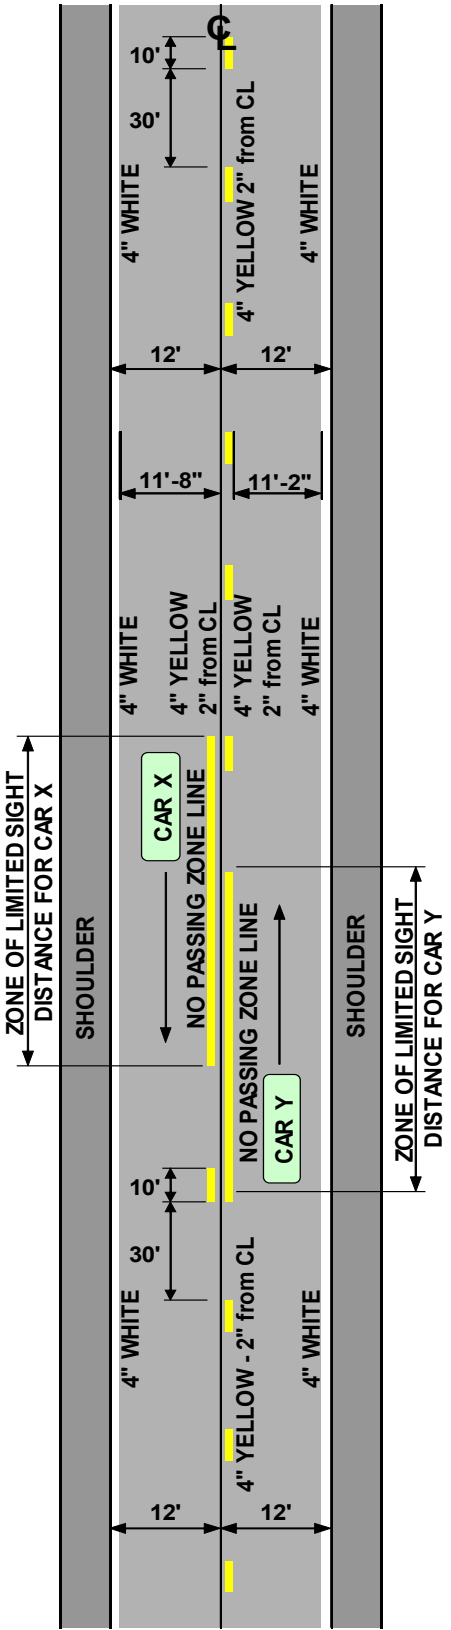 ℄
10'
30'
4" WHITE
4" YELLOW 2" from CL
4" WHITE
12'
12'
11'-8"
11'-2"
4" WHITE
4" YELLOW
2" from CL
4" YELLOW
2" from CL
4" WHITE
ZONE OF LIMITED SIGHT
DISTANCE FOR CAR X
SHOULDER
CAR X
NO PASSING ZONE LINE
NO PASSING ZONE LINE
CAR Y
SHOULDER
ZONE OF LIMITED SIGHT
DISTANCE FOR CAR Y
10'
30'
4" WHITE
4" YELLOW - 2" from CL
4" WHITE
12'
12'